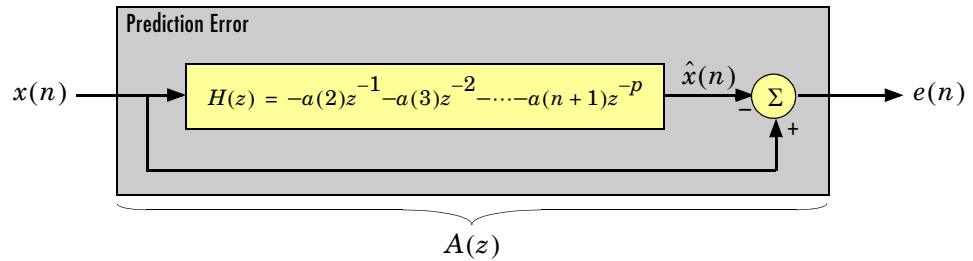 Prediction Error
x(n)
H(z) = −a(2)z^{−1}−a(3)z^{−2}−⋯−a(n+1)z^{−p}
x̂(n)
−
Σ
+
e(n)
A(z)